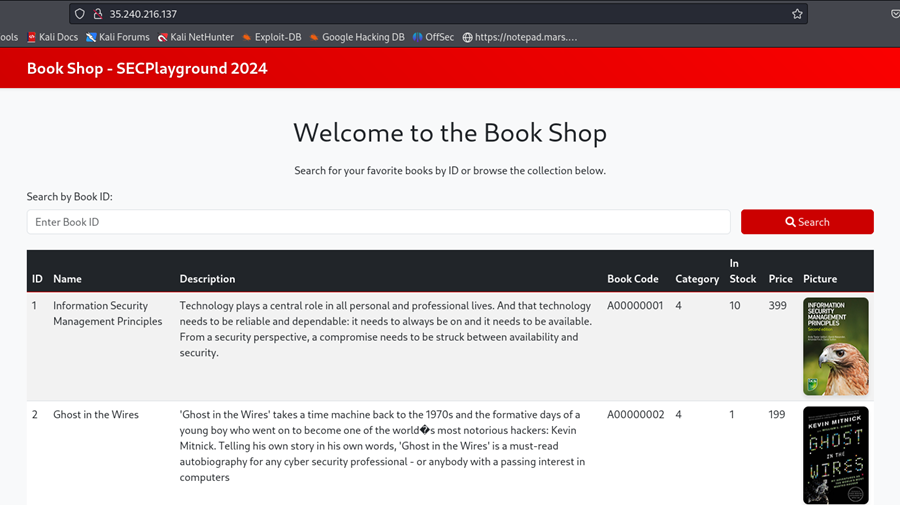 35.240.216.137
ools Kali Docs Kali Forums Kali NetHunter Exploit-DB Google Hacking DB OffSec https://notepad.mars....
Book Shop - SECPlayground 2024
Welcome to the Book Shop
Search for your favorite books by ID or browse the collection below.
Search by Book ID:
Enter Book ID
Search
ID Name Description Book Code Category In Stock Price Picture
1 Information Security Management Principles
Technology plays a central role in all personal and professional lives. And that technology
needs to be reliable and dependable: it needs to always be on and it needs to be available.
From a security perspective, a compromise needs to be struck between availability and
security.
A00000001 4 10 399
INFORMATION
SECURITY
MANAGEMENT
PRINCIPLES
Second edition
2 Ghost in the Wires
'Ghost in the Wires' takes a time machine back to the 1970s and the formative days of a
young boy who went on to become one of the world�s most notorious hackers: Kevin
Mitnick. Telling his own story in his own words, 'Ghost in the Wires' is a must-read
autobiography for any cyber security professional - or anybody with a passing interest in
computers
A00000002 4 1 199
KEVIN MITNICK
GHOST
IN THE
WIRES